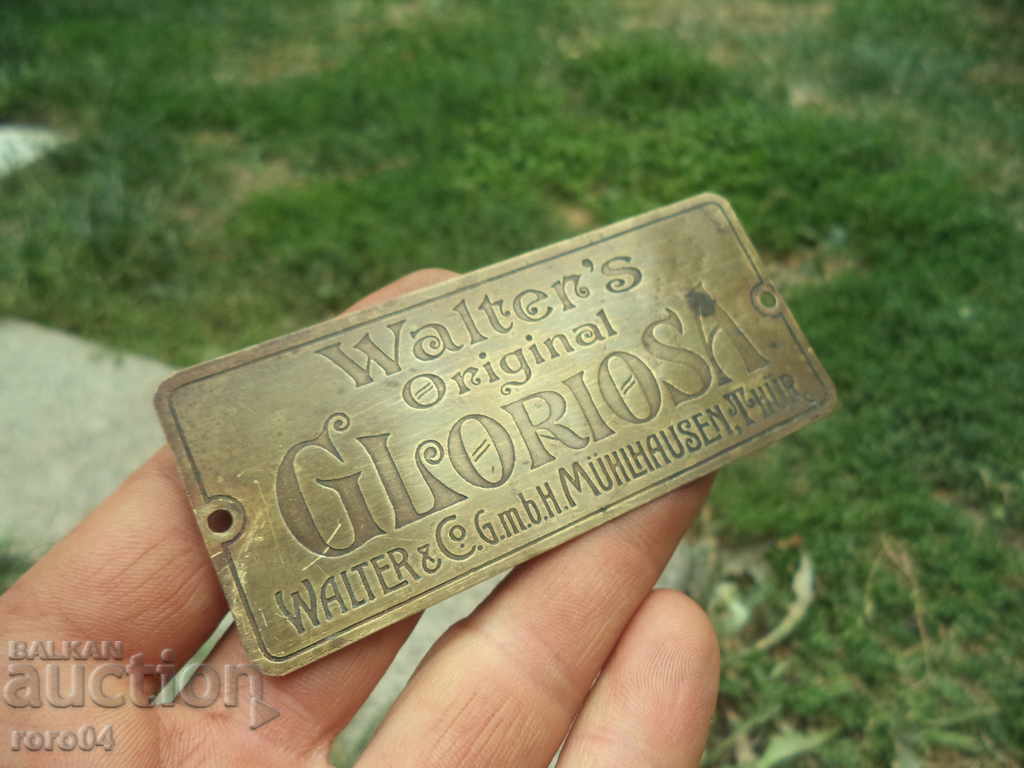 Walter's
Original
GLORIOSA
WALTER & Co. G.m.b.H. MÜHLHAUSEN, THÜR
BALKAN
auction
roro04